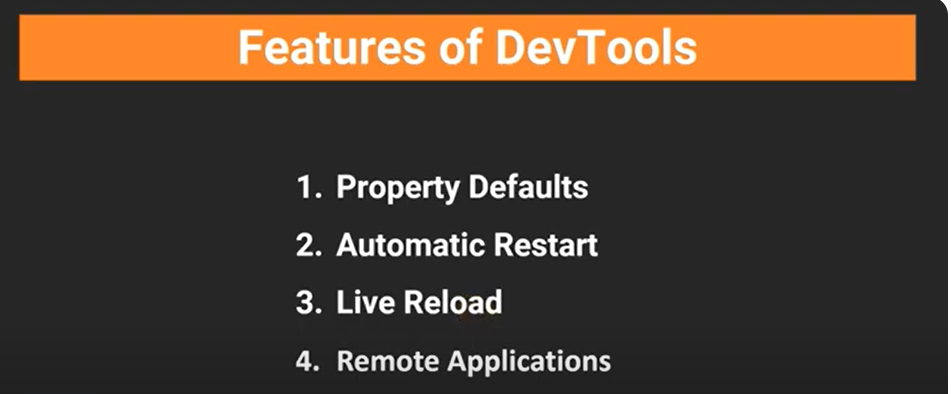 Features of DevTools
1. Property Defaults
2. Automatic Restart
3. Live Reload
4. Remote Applications